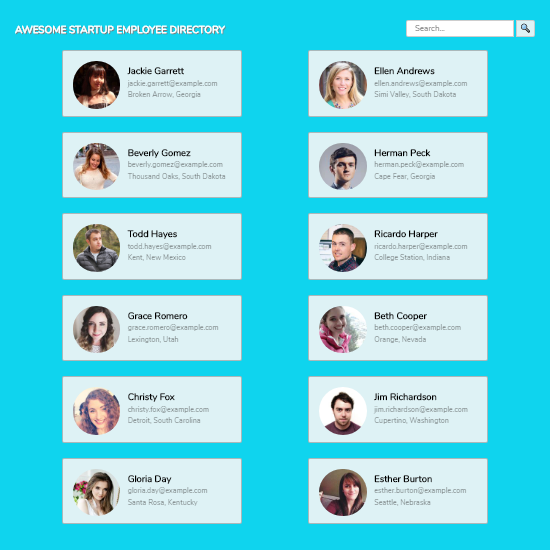 AWESOME STARTUP EMPLOYEE DIRECTORY
Search...
Jackie Garrett
jackie.garrett@example.com
Broken Arrow, Georgia
Ellen Andrews
ellen.andrews@example.com
Simi Valley, South Dakota
Beverly Gomez
beverly.gomez@example.com
Thousand Oaks, South Dakota
Herman Peck
herman.peck@example.com
Cape Fear, Georgia
Todd Hayes
todd.hayes@example.com
Kent, New Mexico
Ricardo Harper
ricardo.harper@example.com
College Station, Indiana
Grace Romero
grace.romero@example.com
Lexington, Utah
Beth Cooper
beth.cooper@example.com
Orange, Nevada
Christy Fox
christy.fox@example.com
Detroit, South Carolina
Jim Richardson
jim.richardson@example.com
Cupertino, Washington
Gloria Day
gloria.day@example.com
Santa Rosa, Kentucky
Esther Burton
esther.burton@example.com
Seattle, Nebraska